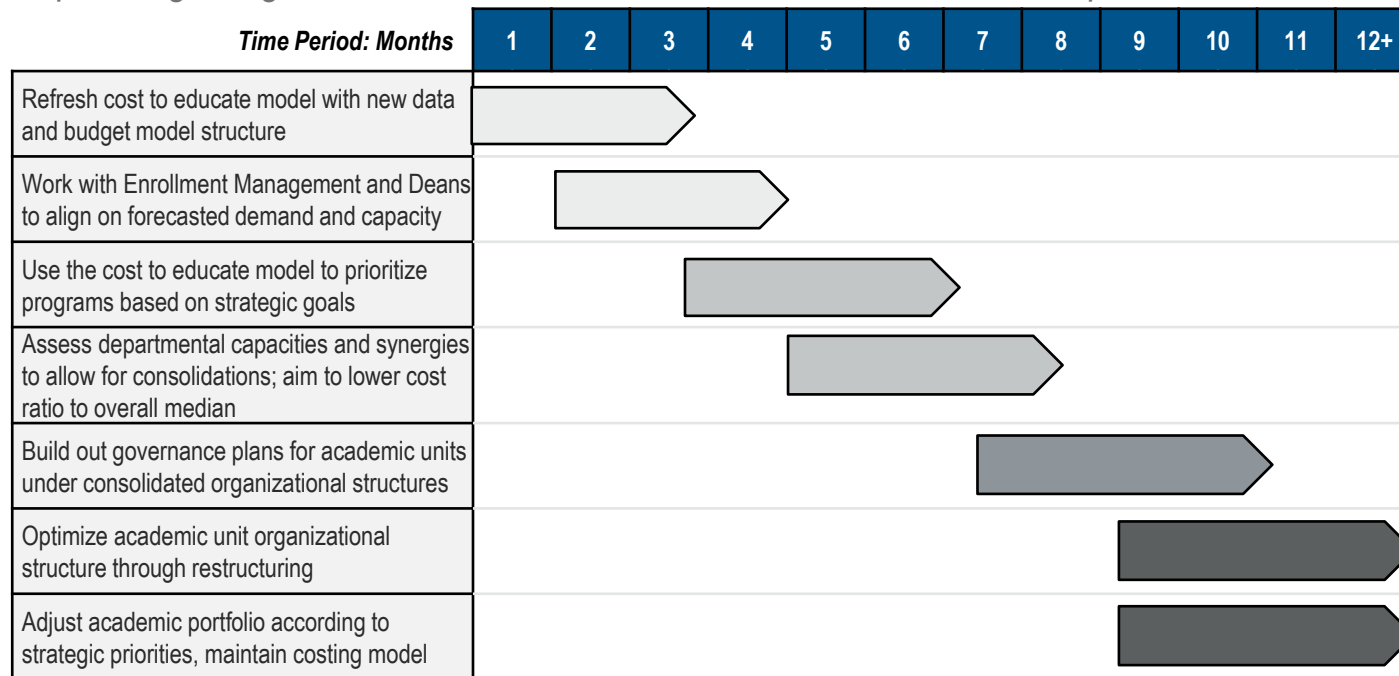 Time Period: Months 1 2 3 4 5 6 7 8 9 10 11 12+
Refresh cost to educate model with new data
and budget model structure
Work with Enrollment Management and Deans
to align on forecasted demand and capacity
Use the cost to educate model to prioritize
programs based on strategic goals
Assess departmental capacities and synergies
to allow for consolidations; aim to lower cost
ratio to overall median
Build out governance plans for academic units
under consolidated organizational structures
Optimize academic unit organizational
structure through restructuring
Adjust academic portfolio according to
strategic priorities, maintain costing model